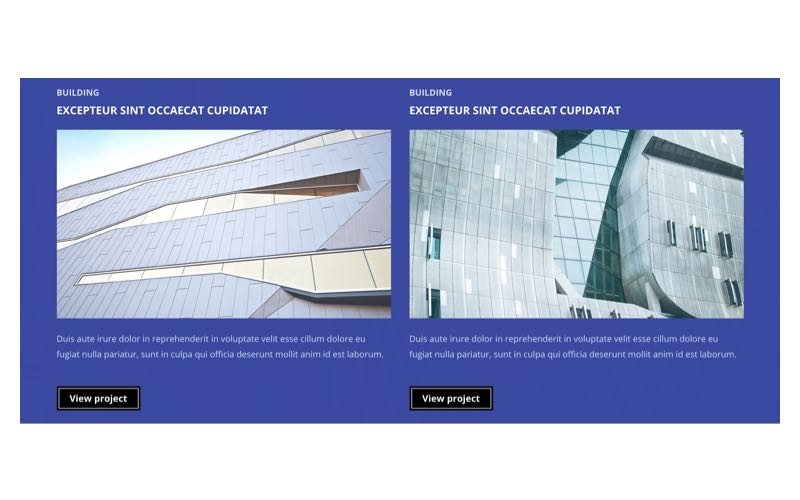 BUILDING
EXCEPTEUR SINT OCCAECAT CUPIDATAT
Duis aute irure dolor in reprehenderit in voluptate velit esse cillum dolore eu
fugiat nulla pariatur, sunt in culpa qui officia deserunt mollit anim id est laborum.
View project
BUILDING
EXCEPTEUR SINT OCCAECAT CUPIDATAT
Duis aute irure dolor in reprehenderit in voluptate velit esse cillum dolore eu
fugiat nulla pariatur, sunt in culpa qui officia deserunt mollit anim id est laborum.
View project